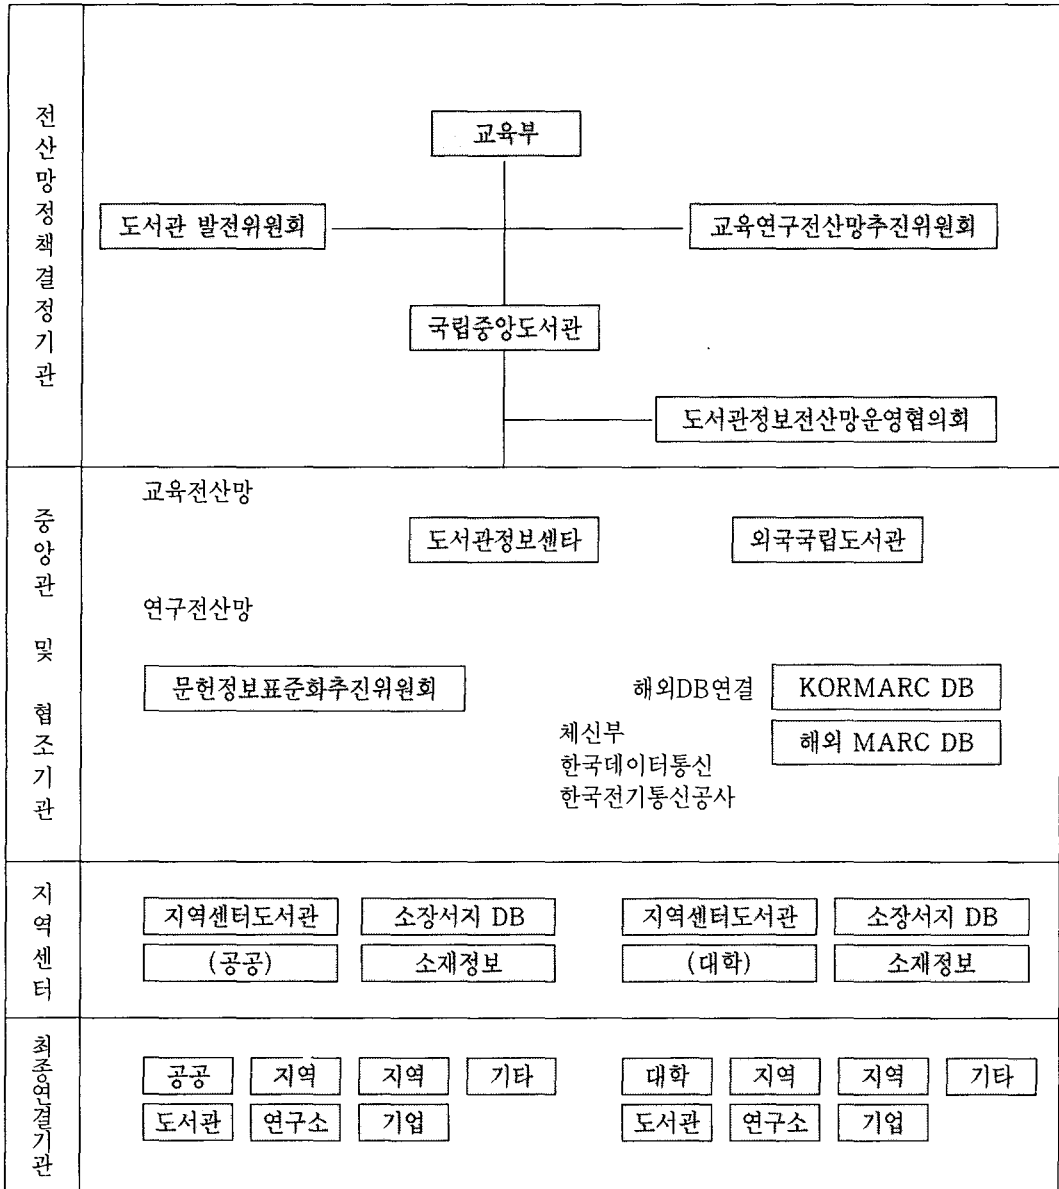 전산망정책결정기관
교육부
도서관 발전위원회 교육연구전산망추진위원회
국립중앙도서관
도서관정보전산망운영협의회
중앙관 및 협조기관
교육전산망
도서관정보센타 외국국립도서관
연구전산망
문헌정보표준화추진위원회 해외DB연결 KORMARC DB
체신부 해외 MARC DB
한국데이터통신
한국전기통신공사
지역센터
지역센터도서관 소장서지 DB 지역센터도서관 소장서지 DB
(공공) 소재정보 (대학) 소재정보
최종연결기관
공공 지역 지역 기타 대학 지역 지역 기타
도서관 연구소 기업 도서관 연구소 기업